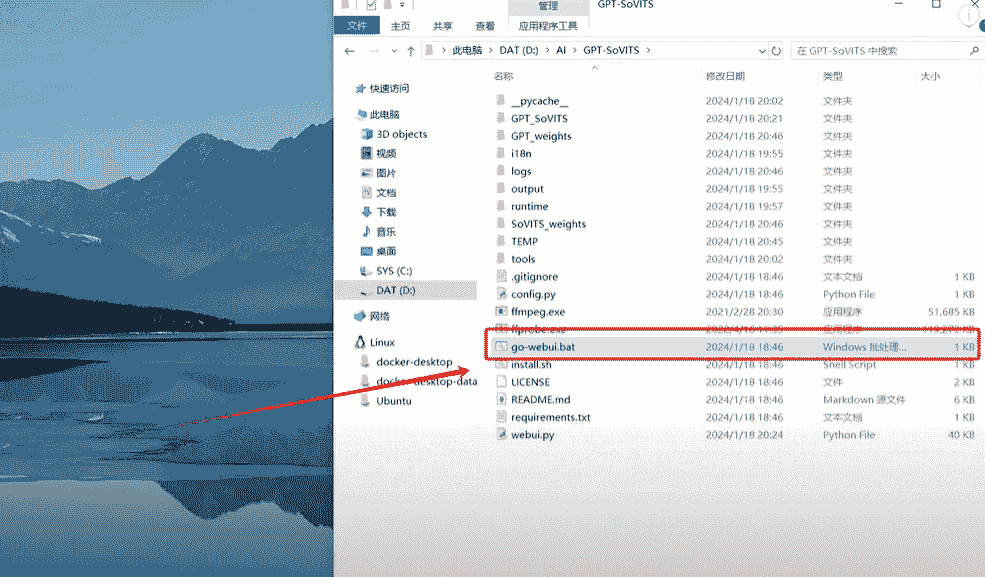 管理
GPT-SoVITS
文件 主页 共享 查看 应用程序工具
此电脑 DAT (D:) AI GPT-SoVITS 在 GPT-SoVITS 中搜索
名称 修改日期 类型 大小
快速访问
此电脑
3D objects
视频
图片
文档
下载
音乐
桌面
SYS (C:)
DAT (D:)
网络
Linux
docker-desktop
docker-desktop-data
Ubuntu
__pycache__ 2024/1/18 20:02 文件夹
GPT_SoVITS 2024/1/18 20:21 文件夹
GPT_weights 2024/1/18 20:46 文件夹
i18n 2024/1/18 19:55 文件夹
logs 2024/1/18 20:46 文件夹
output 2024/1/18 19:55 文件夹
runtime 2024/1/18 19:57 文件夹
SoVITS_weights 2024/1/18 20:46 文件夹
TEMP 2024/1/18 20:45 文件夹
tools 2024/1/18 20:02 文件夹
.gitignore 2024/1/18 18:46 文本文档 1 KB
config.py 2024/1/18 18:46 Python File 1 KB
ffmpeg.exe 2021/2/28 20:30 应用程序 51,685 KB
ffprobe.exe 应用程序
go-webui.bat 2024/1/18 18:46 Windows 批处理... 1 KB
install.sh 2024/1/18 18:46 Shell Script 1 KB
LICENSE 2024/1/18 18:46 文件 2 KB
README.md 2024/1/18 18:46 Markdown 源文件 6 KB
requirements.txt 2024/1/18 18:46 文本文档 1 KB
webui.py 2024/1/18 20:24 Python File 40 KB